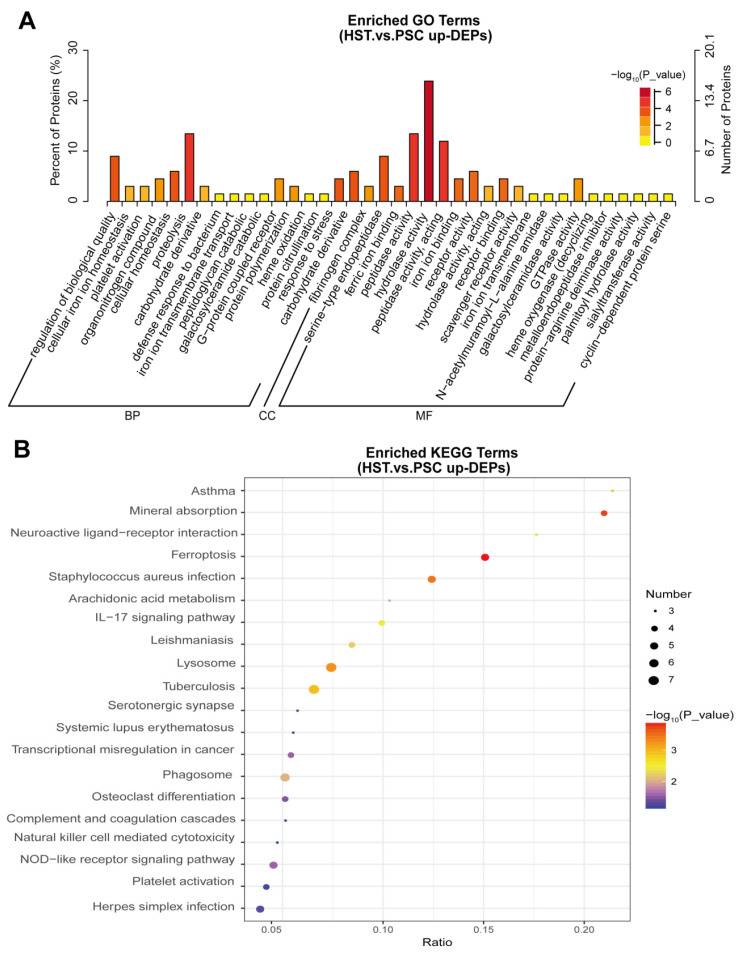 A
Enriched GO Terms
(HST.vs.PSC up-DEPs)
Percent of Proteins (%)
30
20
10
0
20.1
13.4
6.7
0
Number of Proteins
−log10(P_value)
6
4
2
0
regulation of biological quality
cellular iron ion homeostasis
platelet activation
organonitrogen compound
cellular homeostasis
proteolysis
carbohydrate derivative
defense response to bacterium
iron ion transmembrane transport
peptidoglycan catabolic
galactosylceramide catabolic
G−protein coupled receptor
protein polymerization
heme oxidation
protein citrullination
response to stress
carbohydrate derivative
fibrinogen complex
serine−type endopeptidase
ferric iron binding
peptidase activity
hydrolase activity
peptidase activity, acting
iron ion binding
receptor activity
hydrolase activity, acting
receptor binding
scavenger receptor activity
iron ion transmembrane
N−acetylmuramoyl−L−alanine amidase
galactosylceramidase activity
GTPase activity
heme oxygenase (decyclizing
metalloendopeptidase inhibitor
protein−arginine deiminase activity
palmitoyl hydrolase activity
sialyltransferase activity
cyclin−dependent protein serine
BP
CC
MF
B
Enriched KEGG Terms
(HST.vs.PSC up-DEPs)
Asthma
Mineral absorption
Neuroactive ligand−receptor interaction
Ferroptosis
Staphylococcus aureus infection
Arachidonic acid metabolism
IL−17 signaling pathway
Leishmaniasis
Lysosome
Tuberculosis
Serotonergic synapse
Systemic lupus erythematosus
Transcriptional misregulation in cancer
Phagosome
Osteoclast differentiation
Complement and coagulation cascades
Natural killer cell mediated cytotoxicity
NOD−like receptor signaling pathway
Platelet activation
Herpes simplex infection
0.05
0.10
0.15
0.20
Ratio
Number
3
4
5
6
7
−log10(P_value)
3
2